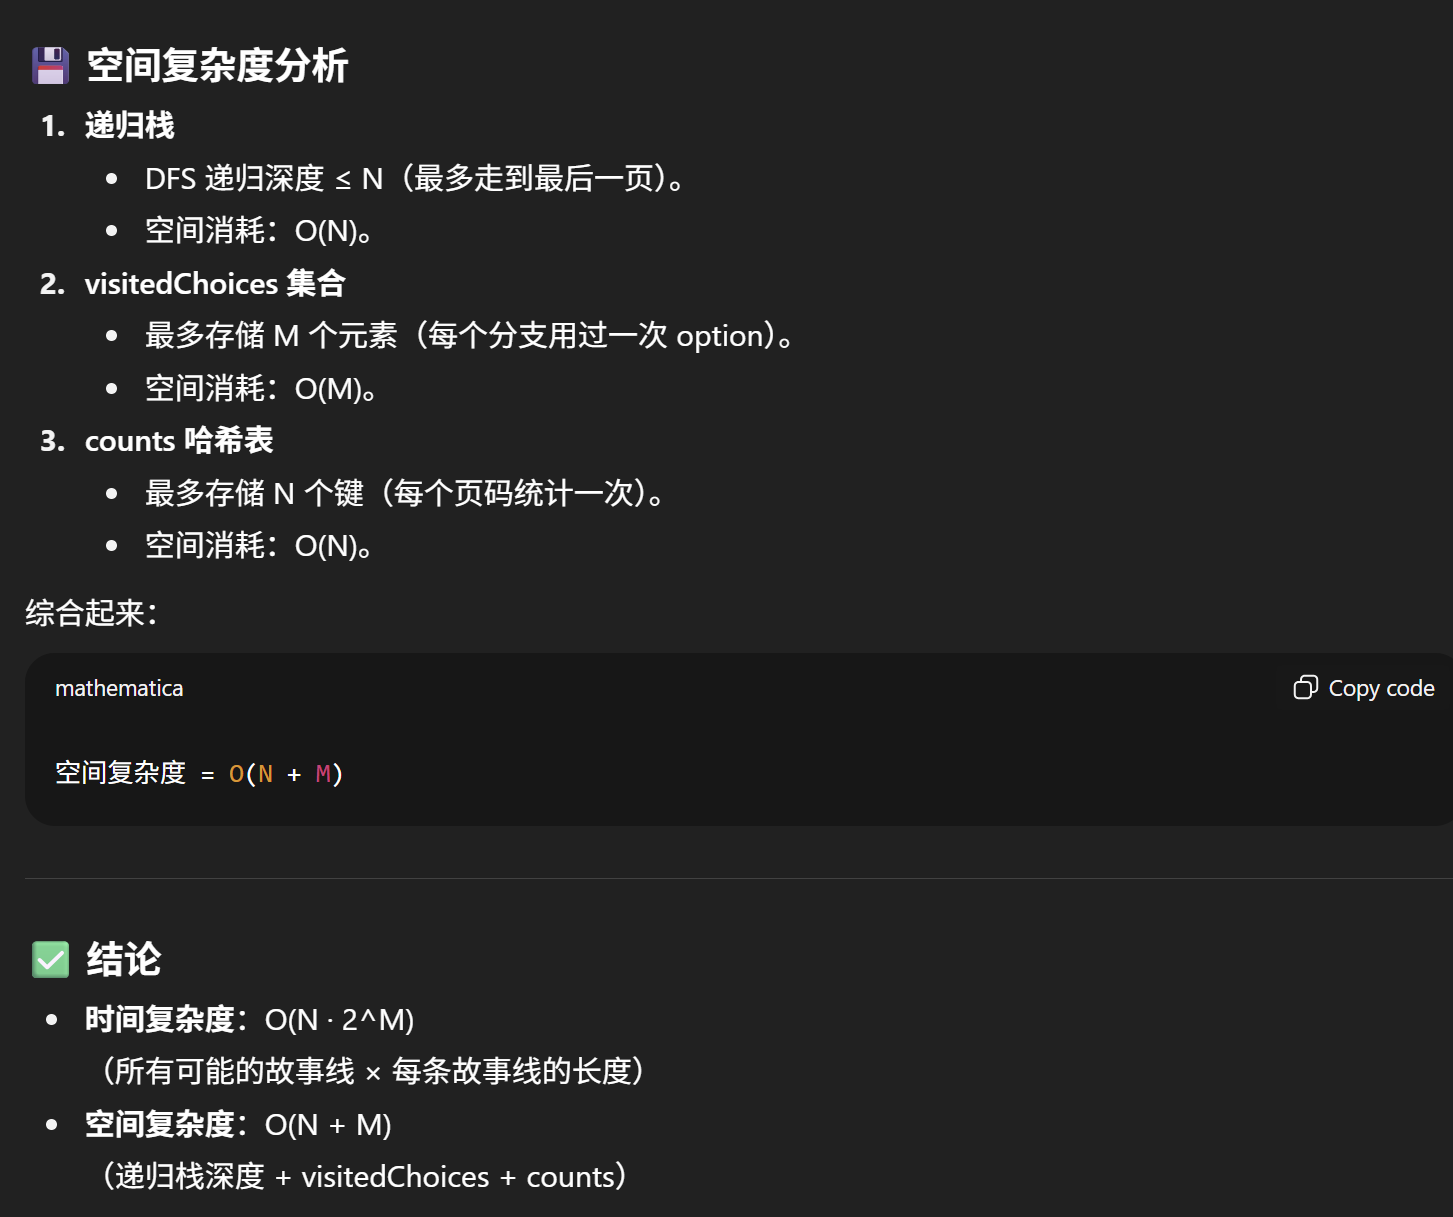 💾 空间复杂度分析
1. 递归栈
• DFS 递归深度 ≤ N（最多走到最后一页）。
• 空间消耗：O(N)。
2. visitedChoices 集合
• 最多存储 M 个元素（每个分支用过一次 option）。
• 空间消耗：O(M)。
3. counts 哈希表
• 最多存储 N 个键（每个页码统计一次）。
• 空间消耗：O(N)。
综合起来：
mathematica Copy code
空间复杂度 = O(N + M)
✅ 结论
• 时间复杂度：O(N · 2^M)
（所有可能的故事线 × 每条故事线的长度）
• 空间复杂度：O(N + M)
（递归栈深度 + visitedChoices + counts）